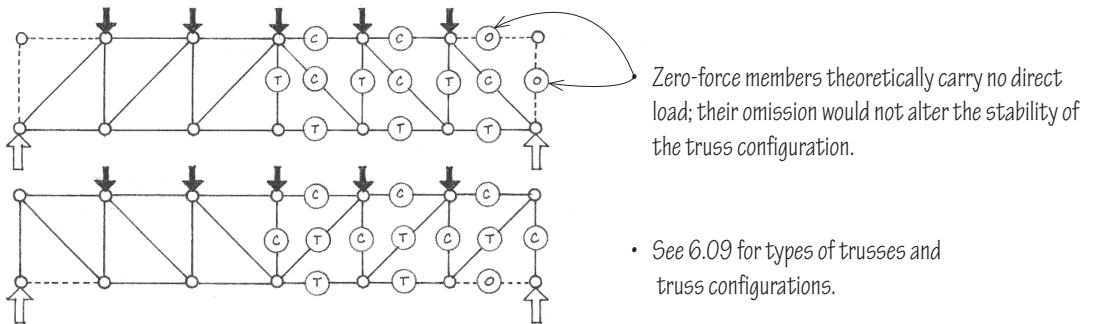 C C O
T C T C T C O
T T T
Zero-force members theoretically carry no direct
load; their omission would not alter the stability of
the truss configuration.
C C C
C T C T C T C
T T O
• See 6.09 for types of trusses and
truss configurations.